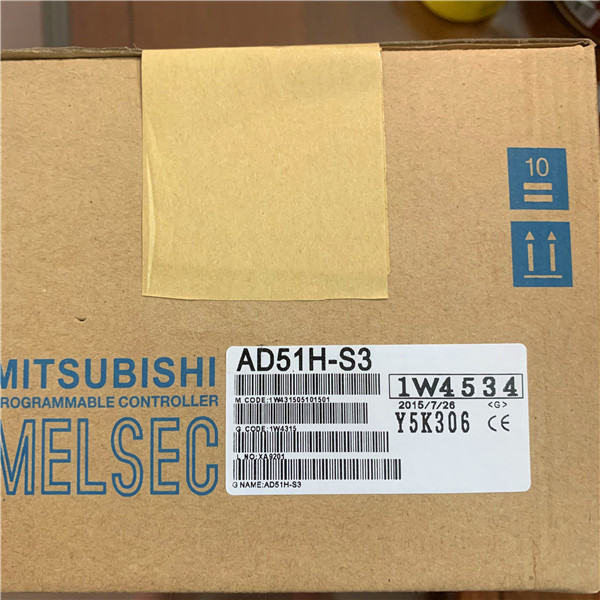 10
MITSUBISHI
PROGRAMMABLE CONTROLLER
MELSEC
AD51H-S3
M CODE:1W431505101501
G CODE:1W4315
L NO:XA9201
G NAME:AD51H-S3
1W4534
2015/7/26 <G>
Y5K306 CE